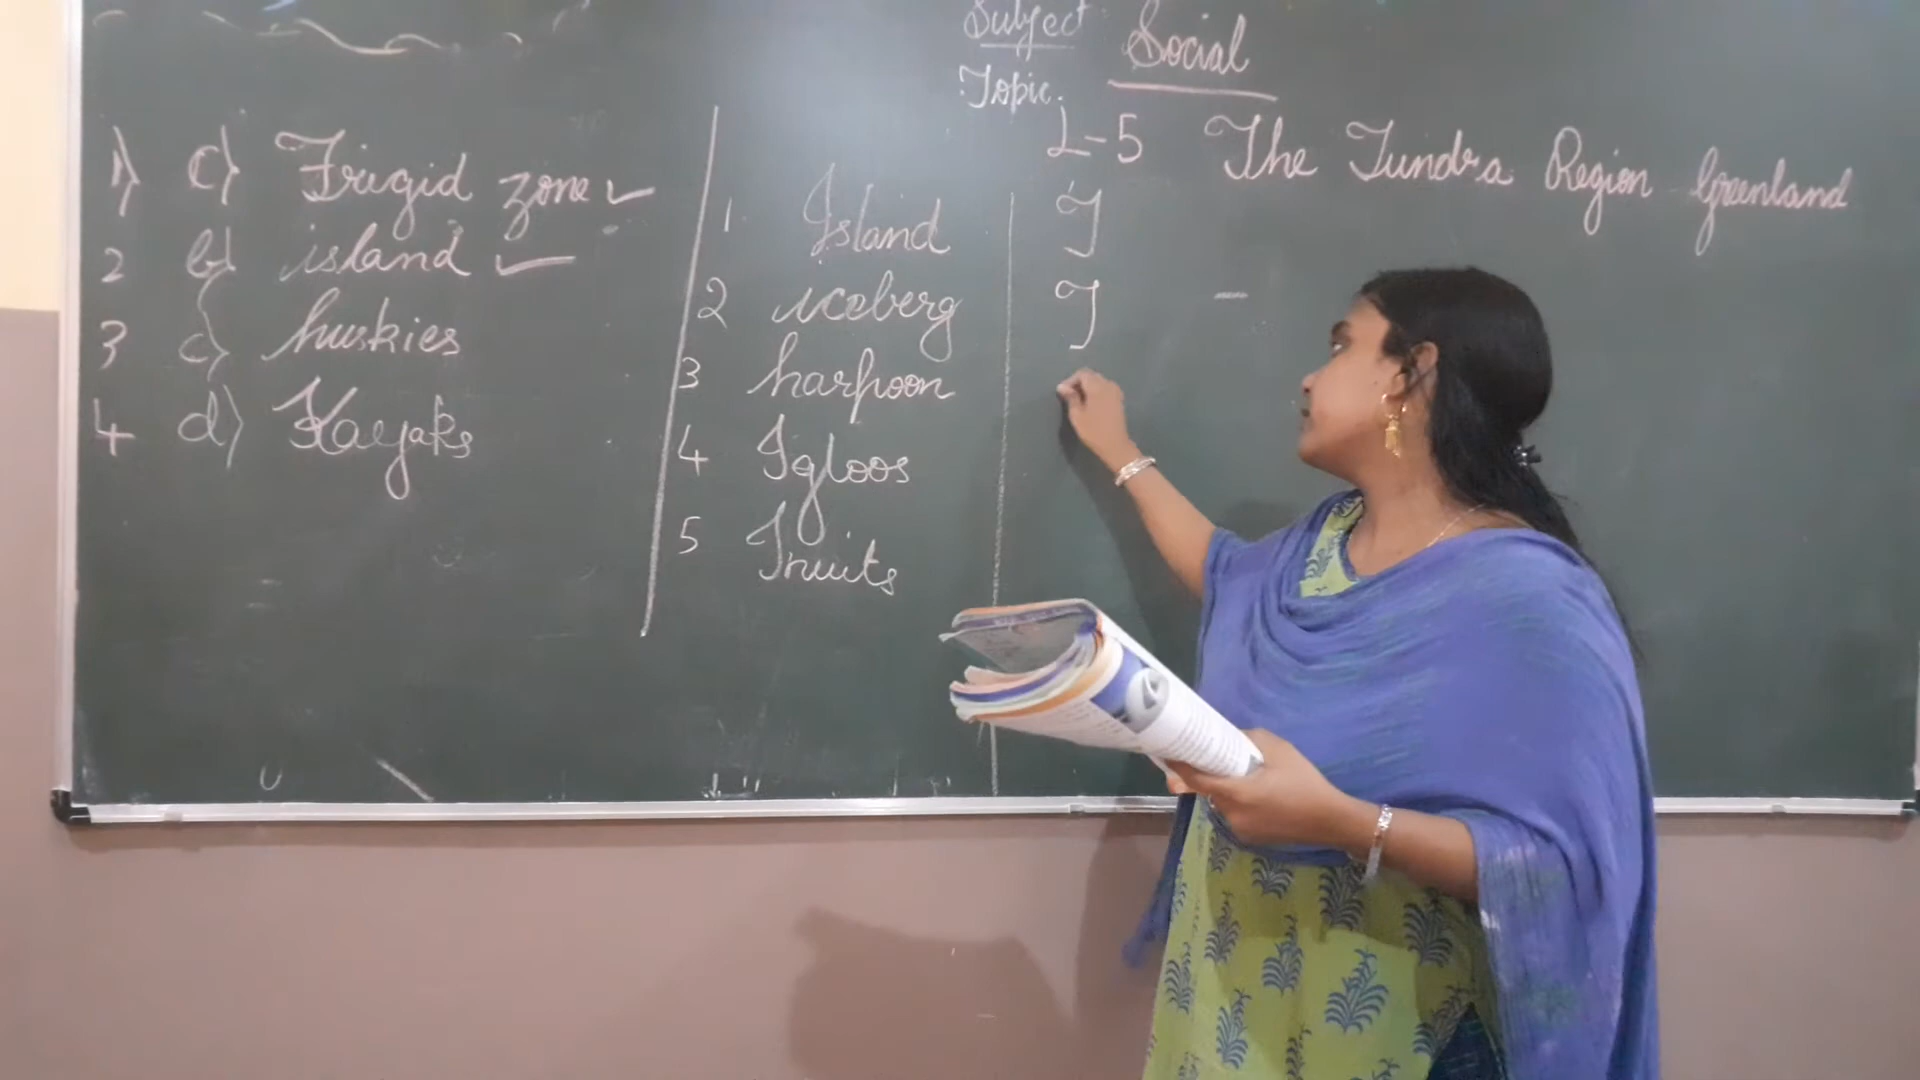 Subject Social
Topic.
L-5 The Tundra Region Greenland
1) c) Frigid zone ✓
2 b) island ✓
3 c) huskies
4 d) Kayaks
1. Island
2 iceberg
3 harpoon
4 Igloos
5 Inuits
T
T -